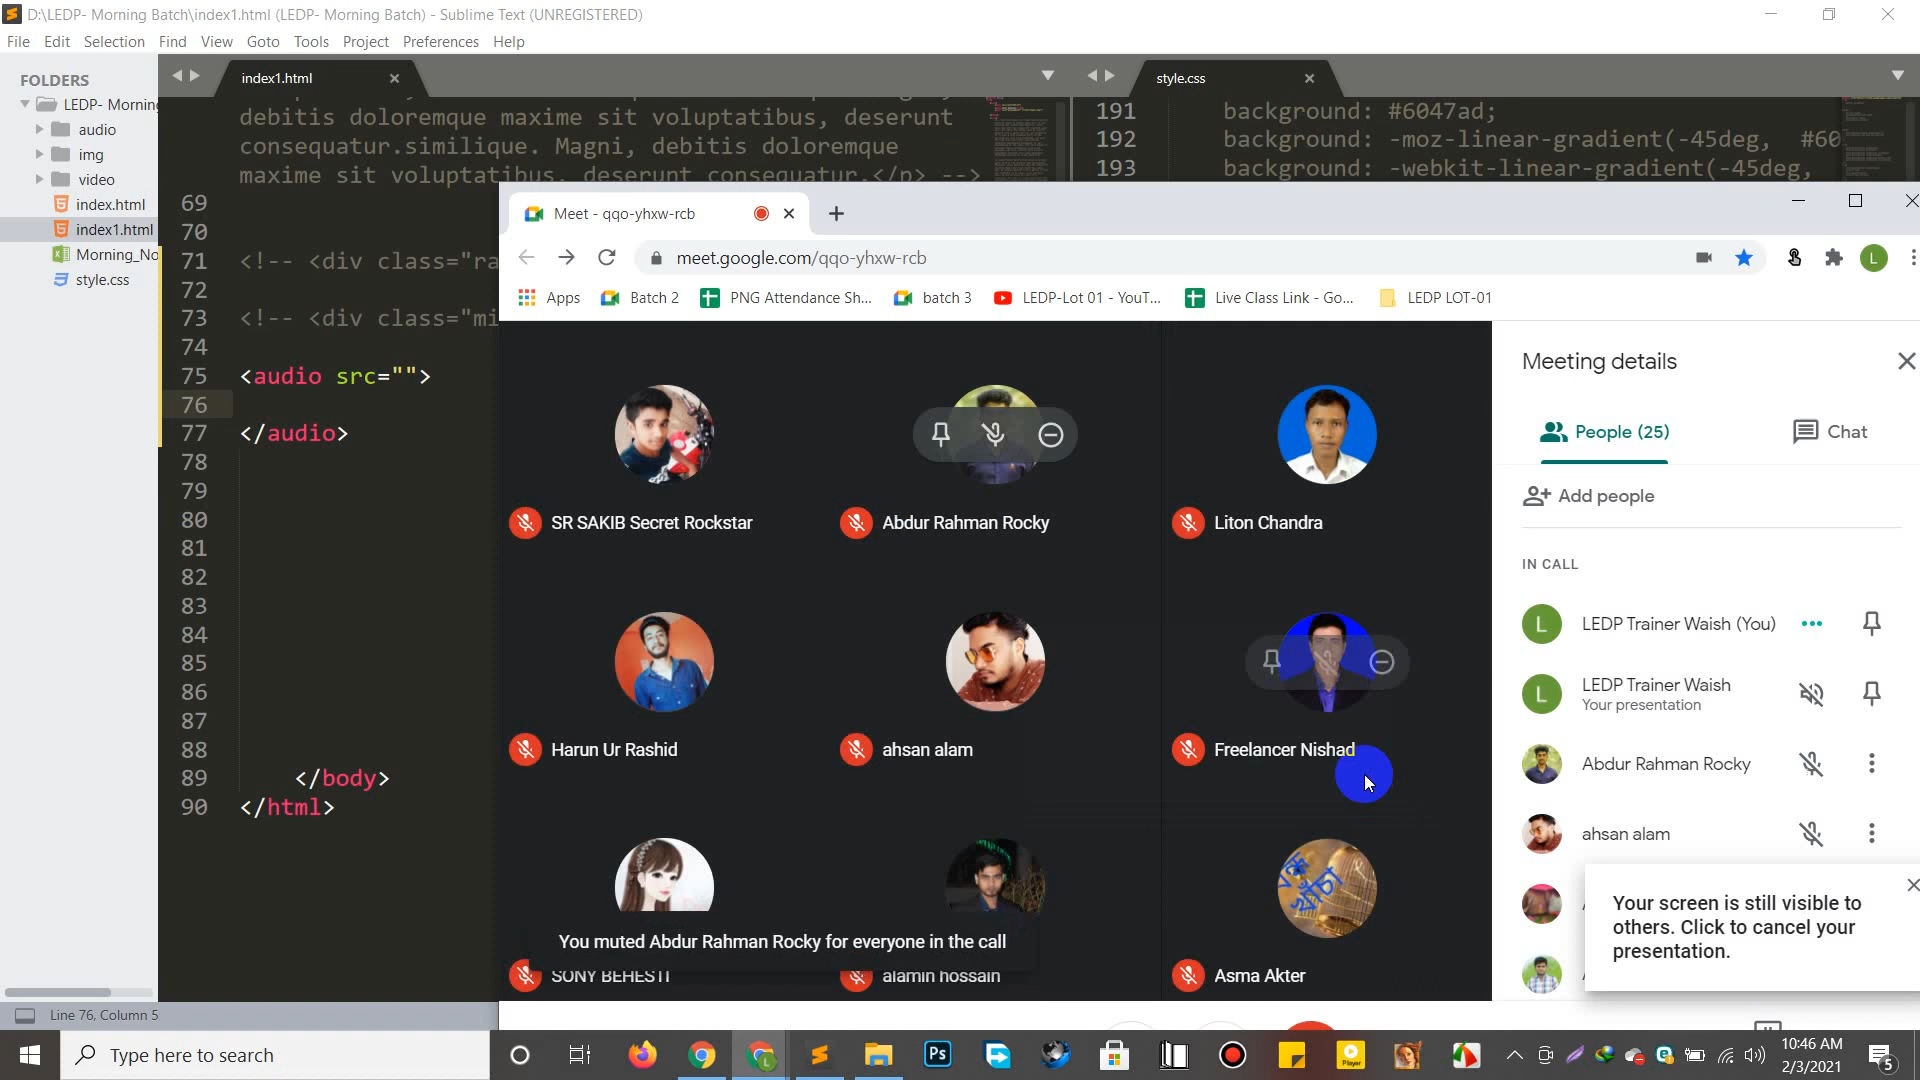 D:\LEDP- Morning Batch\index1.html (LEDP- Morning Batch) - Sublime Text (UNREGISTERED)
File Edit Selection Find View Goto Tools Project Preferences Help
FOLDERS
LEDP- Morning
audio
img
video
index.html
index1.html
Morning_No
style.css
index1.html
debitis doloremque maxime sit voluptatibus, deserunt
consequatur.similique. Magni, debitis doloremque
maxime sit voluptatibus, deserunt consequatur.</p> -->
69
70
71 <!-- <div class="ra
72
73 <!-- <div class="mi
74
75 <audio src="">
76
77 </audio>
78
79
80
81
82
83
84
85
86
87
88
89 </body>
90 </html>
style.css
191 background: #6047ad;
192 background: -moz-linear-gradient(-45deg, #60
193 background: -webkit-linear-gradient(-45deg,
Meet - qqo-yhxw-rcb
meet.google.com/qqo-yhxw-rcb
L
Apps Batch 2 PNG Attendance Sh... batch 3 LEDP-Lot 01 - YouT... Live Class Link - Go... LEDP LOT-01
SR SAKIB Secret Rockstar
Abdur Rahman Rocky
Liton Chandra
Harun Ur Rashid
ahsan alam
Freelancer Nishad
You muted Abdur Rahman Rocky for everyone in the call
SONY BEHESTI
alamin hossain
Asma Akter
Meeting details
People (25) Chat
Add people
IN CALL
L LEDP Trainer Waish (You)
L LEDP Trainer Waish
Your presentation
Abdur Rahman Rocky
ahsan alam
Your screen is still visible to
others. Click to cancel your
presentation.
Line 76, Column 5
Type here to search
Ps
Player
10:46 AM
2/3/2021
5